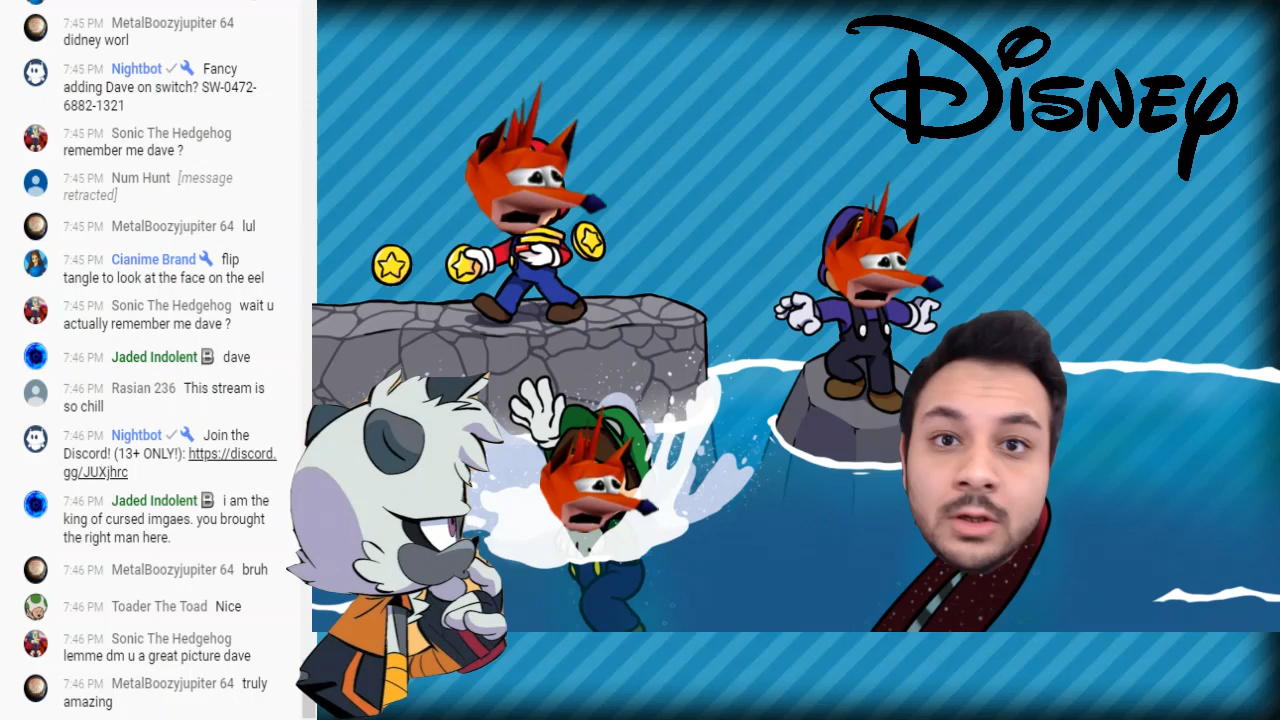 7:45 PM MetalBoozyjupiter 64
didney worl
7:45 PM Nightbot Fancy
adding Dave on switch? SW-0472-
6882-1321
7:45 PM Sonic The Hedgehog
remember me dave ?
7:45 PM Num Hunt [message
retracted]
7:45 PM MetalBoozyjupiter 64 lul
7:45 PM Cianime Brand flip
tangle to look at the face on the eel
7:45 PM Sonic The Hedgehog wait u
actually remember me dave ?
7:46 PM Jaded Indolent dave
7:46 PM Rasian 236 This stream is
so chill
7:46 PM Nightbot Join the
Discord! (13+ ONLY!): https://discord.
gg/JUXjhrc
7:46 PM Jaded Indolent i am the
king of cursed imgaes. you brought
the right man here.
7:46 PM MetalBoozyjupiter 64 bruh
7:46 PM Toader The Toad Nice
7:46 PM Sonic The Hedgehog
lemme dm u a great picture dave
7:46 PM MetalBoozyjupiter 64 truly
amazing
Disney